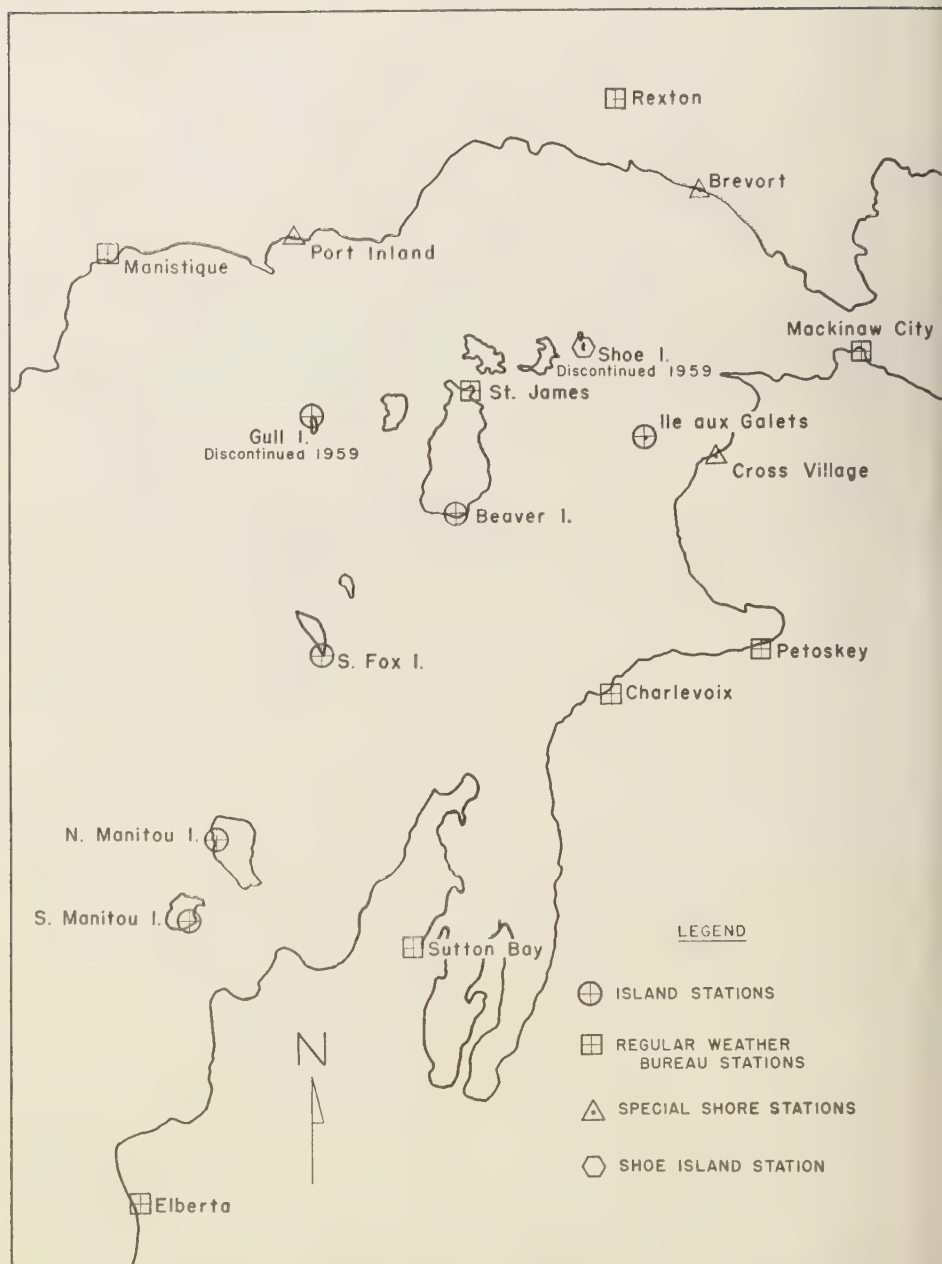 Rexton
Brevort
Port Inland
Manistique
Mackinaw City
Shoe I.
Discontinued 1959
St. James
Gull I.
Discontinued 1959
Ile aux Galets
Cross Village
Beaver I.
S. Fox I.
Petoskey
Charlevoix
N. Manitou I.
S. Manitou I.
Sutton Bay
LEGEND
ISLAND STATIONS
REGULAR WEATHER
BUREAU STATIONS
SPECIAL SHORE STATIONS
SHOE ISLAND STATION
N
Elberta